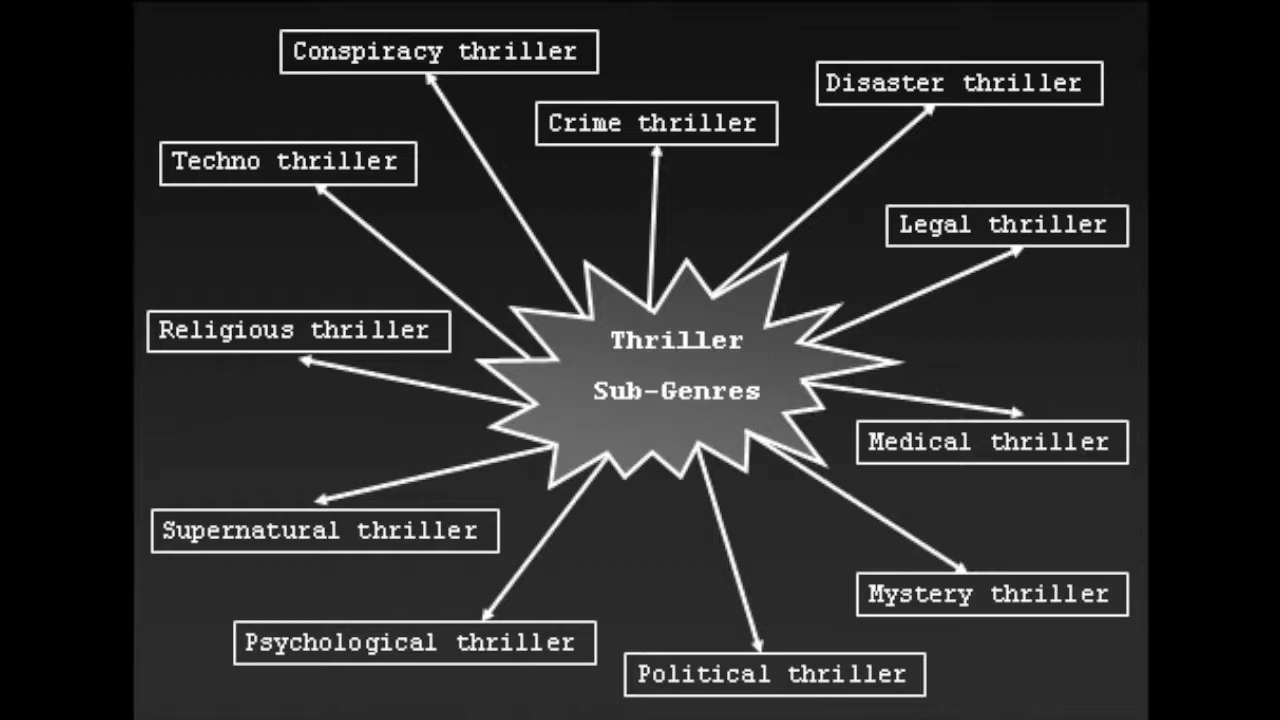 Conspiracy thriller
Disaster thriller
Crime thriller
Techno thriller
Legal thriller
Religious thriller
Thriller
Sub-Genres
Medical thriller
Supernatural thriller
Mystery thriller
Psychological thriller
Political thriller